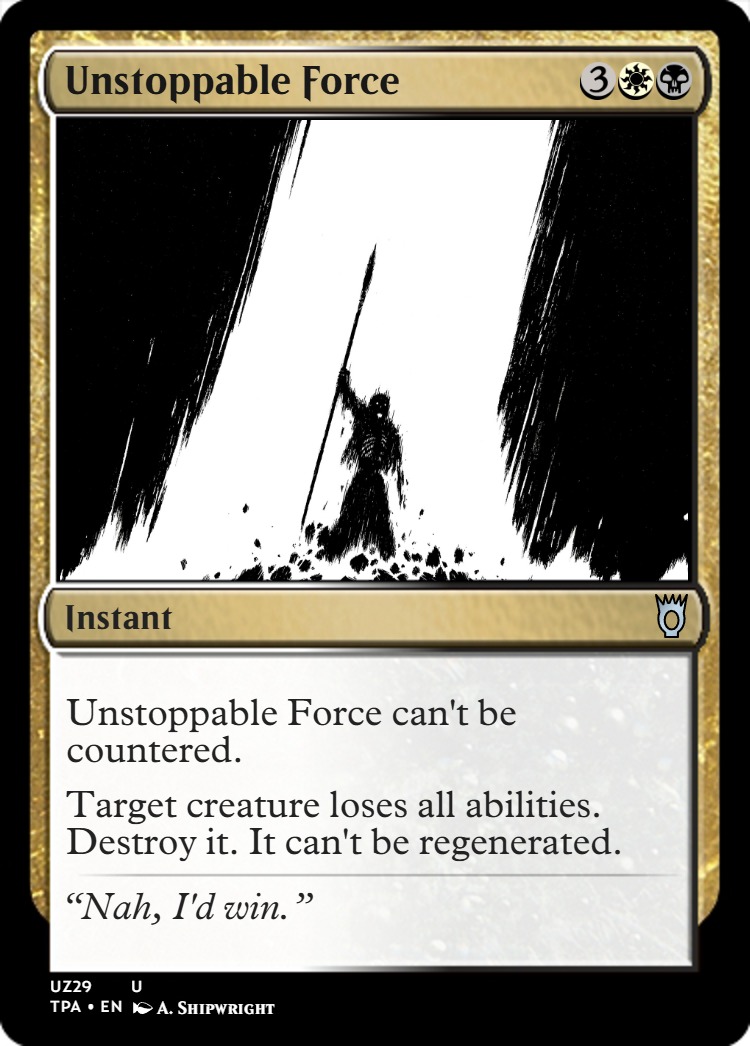 Unstoppable Force 3
Instant
Unstoppable Force can't be
countered.
Target creature loses all abilities.
Destroy it. It can't be regenerated.
“Nah, I'd win.”
UZ29 U
TPA • EN A. Shipwright